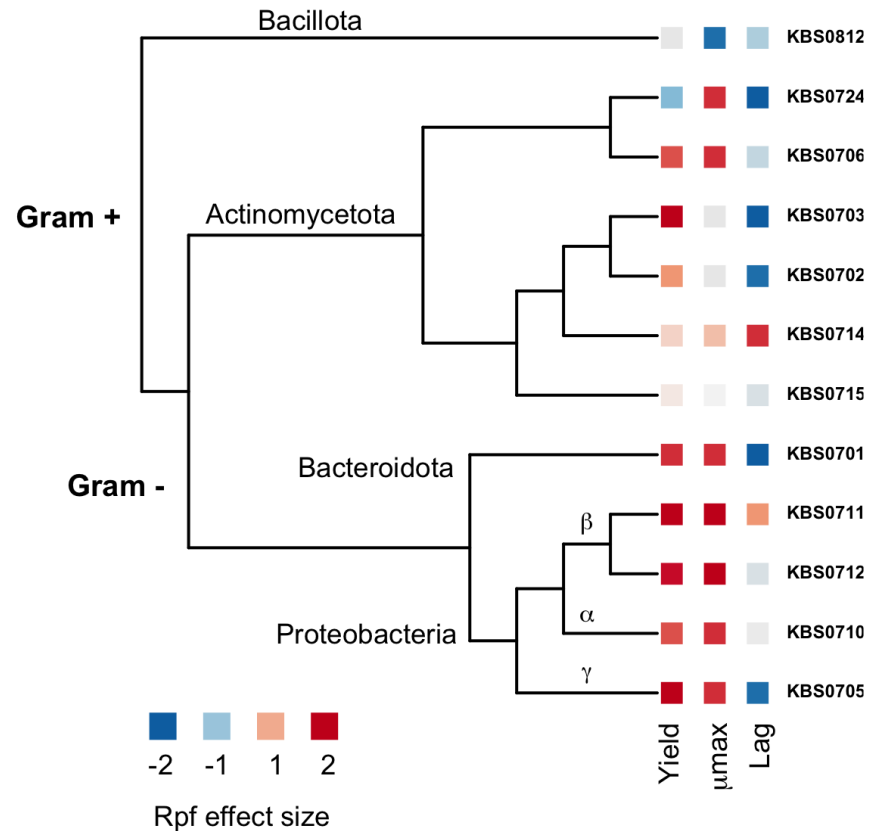 Bacillota
KBS0812
KBS0724
KBS0706
Gram +
Actinomycetota
KBS0703
KBS0702
KBS0714
KBS0715
Gram -
Bacteroidota
KBS0701
β
KBS0711
KBS0712
Proteobacteria
α
KBS0710
γ
KBS0705
-2 -1 1 2
Rpf effect size
Yield
μmax
Lag